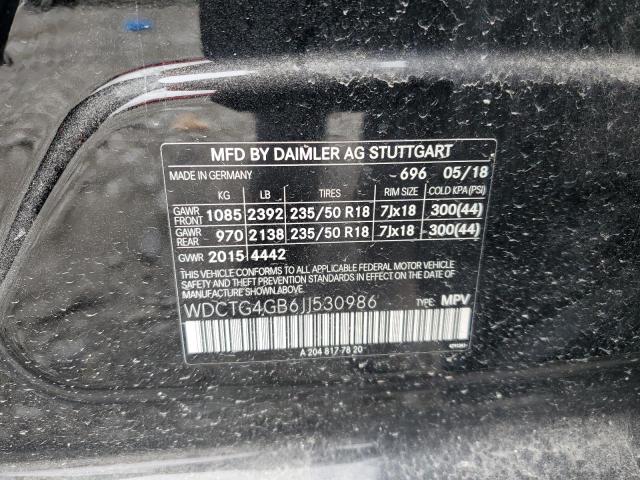 MFD BY DAIMLER AG STUTTGART
MADE IN GERMANY 696 05/18
KG LB TIRES RIM SIZE COLD KPA(PSI)
GAWR FRONT 1085 2392 235/50 R18 7Jx18 300(44)
GAWR REAR 970 2138 235/50 R18 7Jx18 300(44)
GVWR 2015 4442
THIS VEHICLE CONFORMS TO ALL APPLICABLE FEDERAL MOTOR VEHICLE
SAFETY AND THEFT PREVENTION STANDARDS IN EFFECT ON THE DATE
OF MANUFACTURE SHOWN ABOVE.
WDCTG4GB6JJ530986 TYPE: MPV
A 204 817 78 20